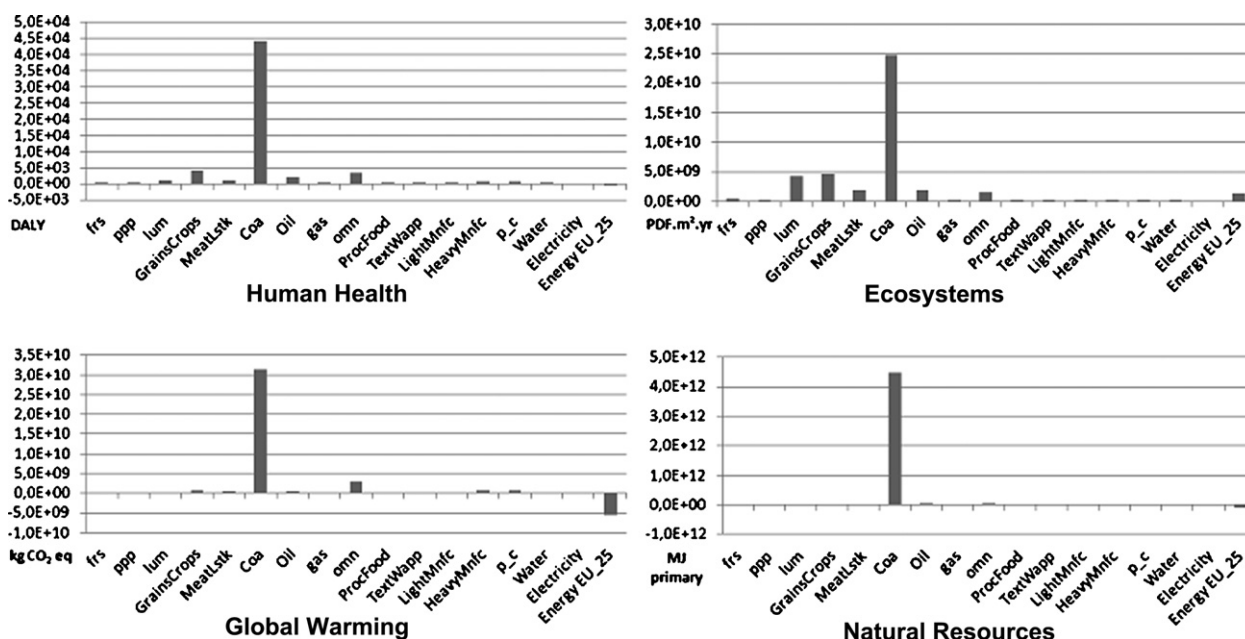 5,0E+04
4,5E+04
4,0E+04
3,5E+04
3,0E+04
2,5E+04
2,0E+04
1,5E+04
1,0E+04
5,0E+03
0,0E+00
-5,0E+03
DALY
frs
ppp
lum
GrainsCrops
MeatLstk
Coa
Oil
gas
omn
ProcFood
TextWapp
LightMnfc
HeavyMnfc
p_c
Water
Electricity
Energy EU_25
Human Health
3,0E+10
2,5E+10
2,0E+10
1,5E+10
1,0E+10
5,0E+09
0,0E+00
PDF.m².yr
frs
ppp
lum
GrainsCrops
MeatLstk
Coa
Oil
gas
omn
ProcFood
TextWapp
LightMnfc
HeavyMnfc
p_c
Water
Electricity
Energy EU_25
Ecosystems
3,5E+10
3,0E+10
2,5E+10
2,0E+10
1,5E+10
1,0E+10
5,0E+09
0,0E+00
-5,0E+09
-1,0E+10
kg CO₂ eq
frs
ppp
lum
GrainsCrops
MeatLstk
Coa
Oil
gas
omn
ProcFood
TextWapp
LightMnfc
HeavyMnfc
p_c
Water
Electricity
Energy EU_25
Global Warming
5,0E+12
4,0E+12
3,0E+12
2,0E+12
1,0E+12
0,0E+00
-1,0E+12
MJ
primary
frs
ppp
lum
GrainsCrops
MeatLstk
Coa
Oil
gas
omn
ProcFood
TextWapp
LightMnfc
HeavyMnfc
p_c
Water
Electricity
Energy EU_25
Natural Resources